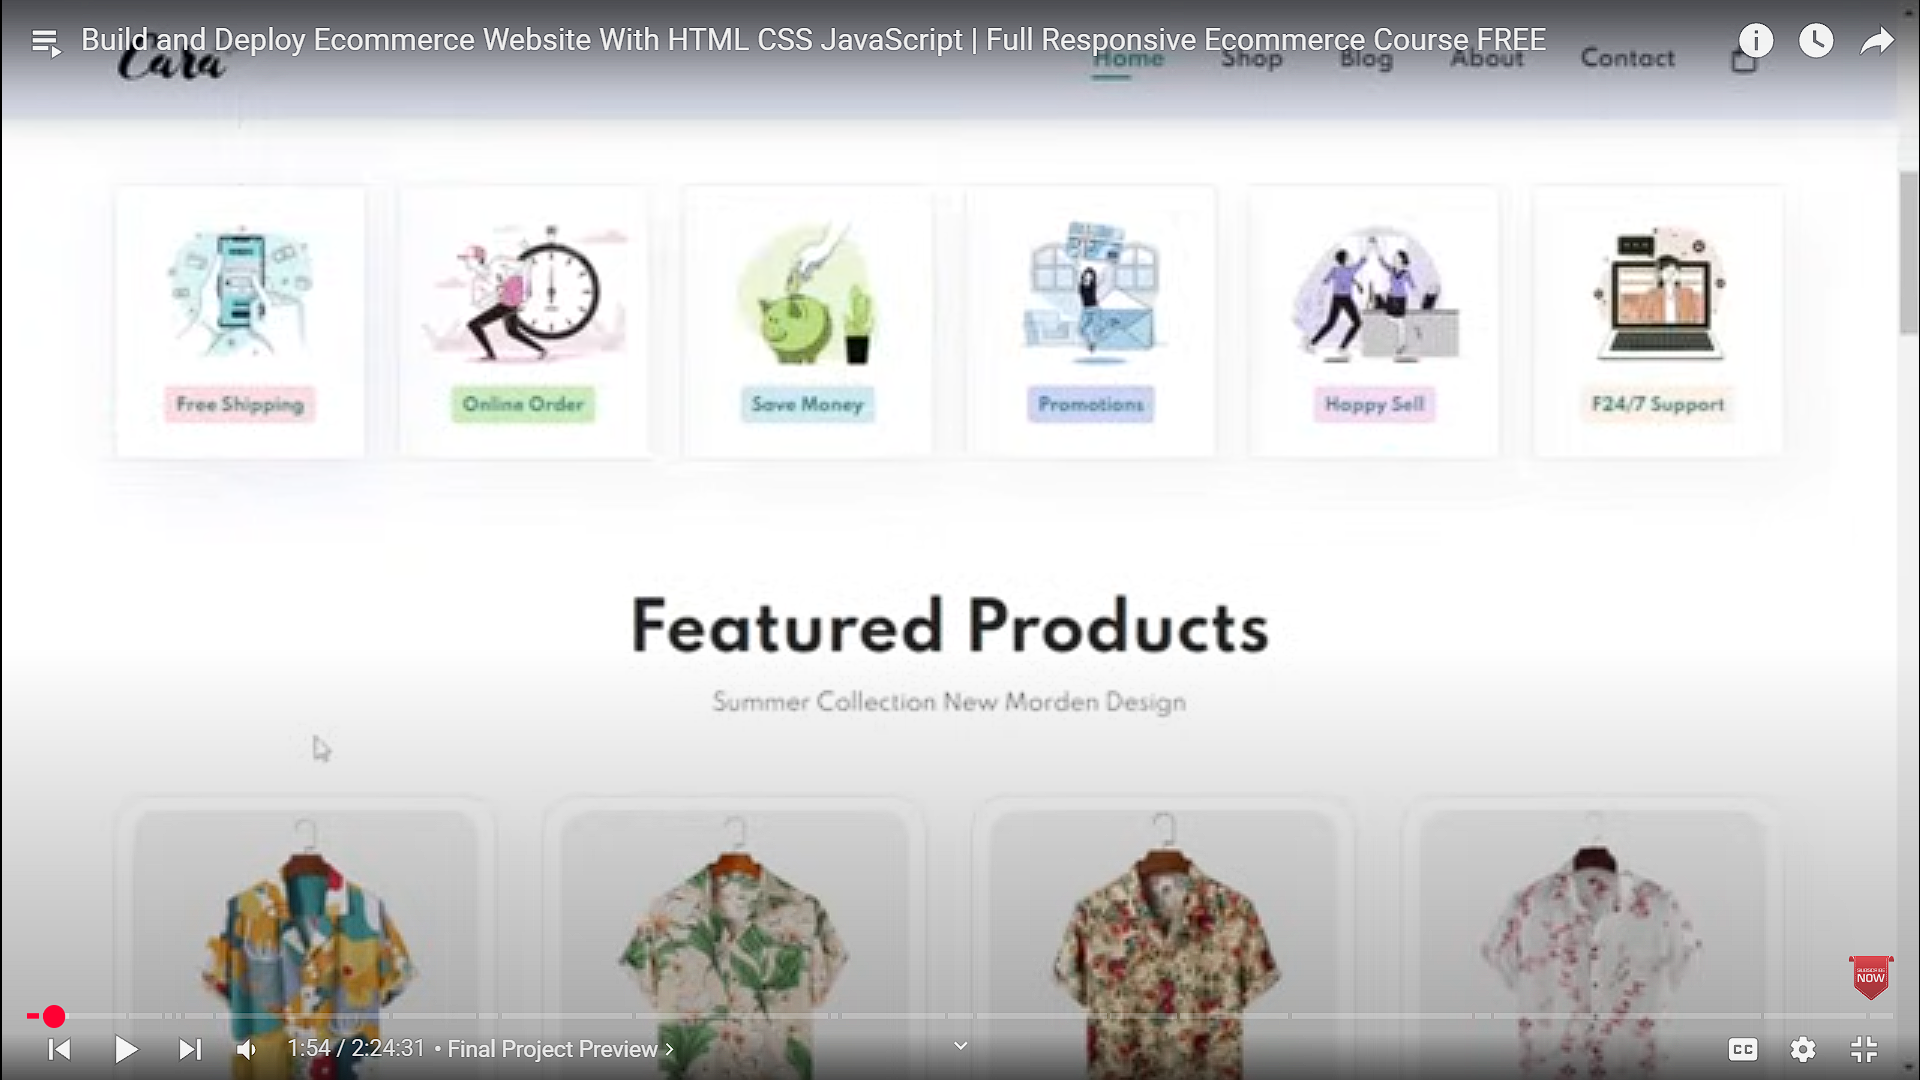 Build and Deploy Ecommerce Website With HTML CSS JavaScript | Full Responsive Ecommerce Course FREE
Cara
Home Shop Blog About Contact
Free Shipping Online Order Save Money Promotions Happy Sell F24/7 Support
Featured Products
Summer Collection New Morden Design
SUBSCRIBE
NOW
1:54 / 2:24:31 • Final Project Preview
CC